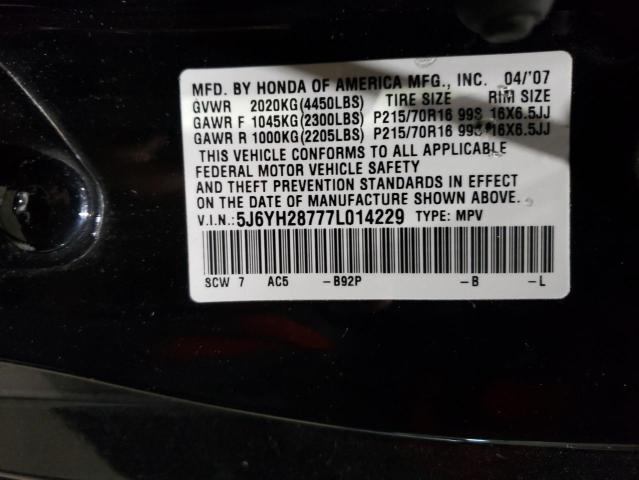 MFD. BY HONDA OF AMERICA MFG., INC. 04/'07
GVWR 2020KG(4450LBS) TIRE SIZE RIM SIZE
GAWR F 1045KG(2300LBS) P215/70R16 99S 16X6.5JJ
GAWR R 1000KG(2205LBS) P215/70R16 99S 16X6.5JJ
THIS VEHICLE CONFORMS TO ALL APPLICABLE
FEDERAL MOTOR VEHICLE SAFETY
AND THEFT PREVENTION STANDARDS IN EFFECT
ON THE DATE OF MANUFACTURE SHOWN ABOVE.
V.I.N.: 5J6YH28777L014229 TYPE: MPV
SCW 7 AC5 -B92P -B -L